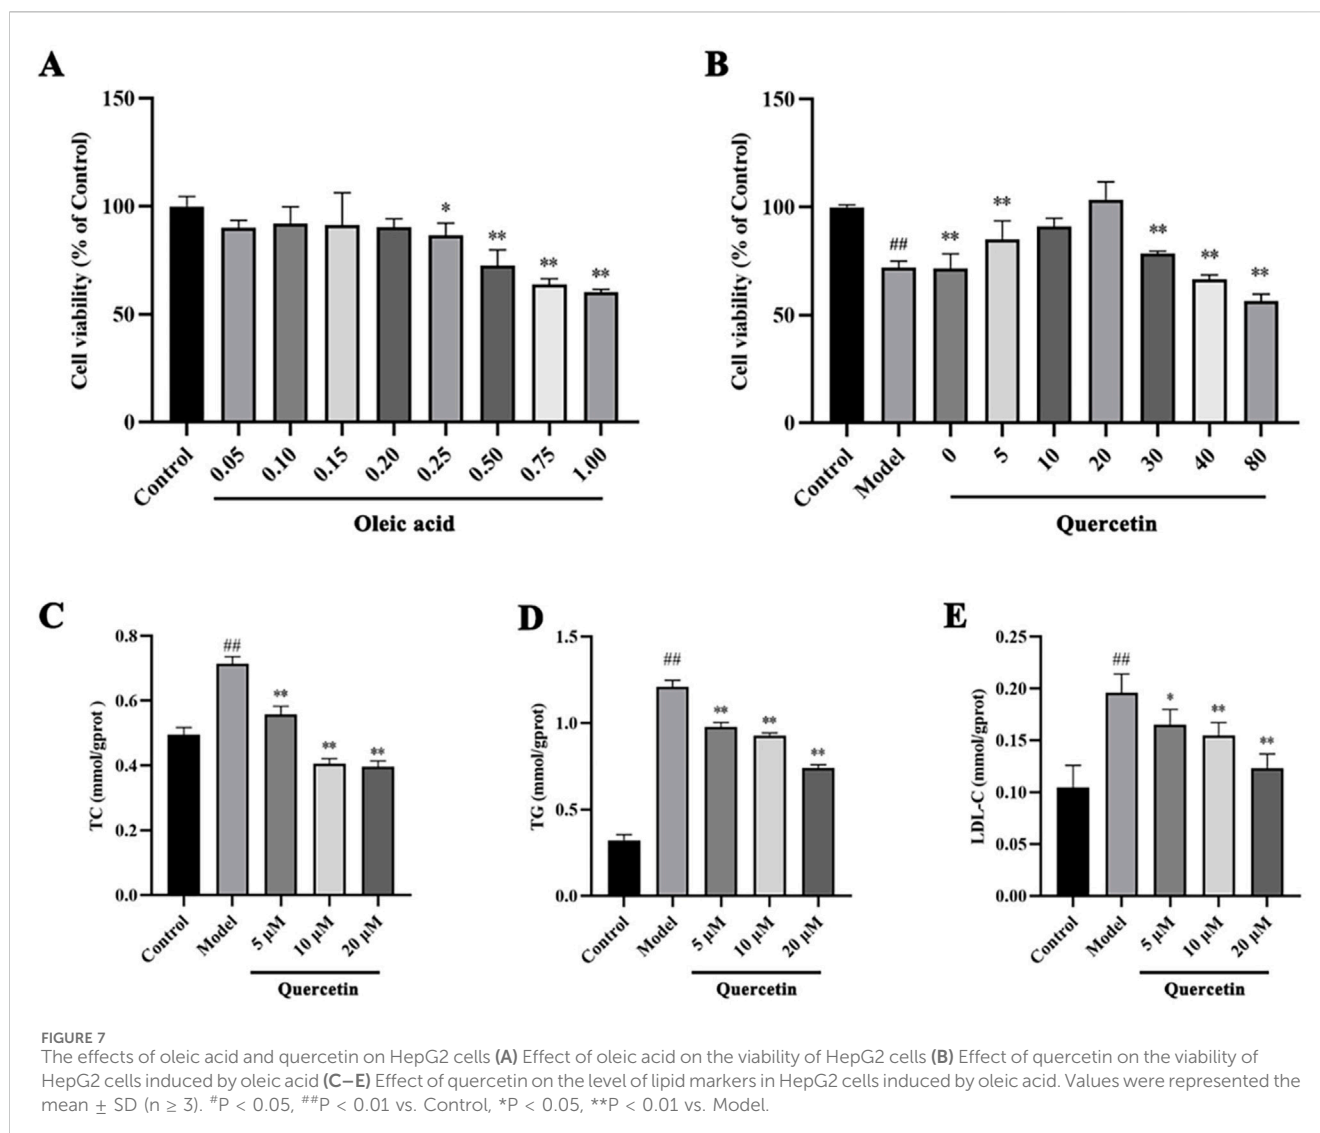 A
150
100
50
0
Cell viability (% of Control)
*
**
**
**
Control
0.05
0.10
0.15
0.20
0.25
0.50
0.75
1.00
Oleic acid
B
150
100
50
0
Cell viability (% of Control)
##
**
**
**
**
**
Control
Model
0
5
10
20
30
40
80
Quercetin
C
0.8
0.6
0.4
0.2
0.0
TC (mmol/gprot)
##
**
**
**
Control
Model
5 μM
10 μM
20 μM
Quercetin
D
1.5
1.0
0.5
0.0
TG (mmol/gprot)
##
**
**
**
Control
Model
5 μM
10 μM
20 μM
Quercetin
E
0.25
0.20
0.15
0.10
0.05
0.00
LDL-C (mmol/gprot)
##
*
**
**
Control
Model
5 μM
10 μM
20 μM
Quercetin
FIGURE 7
The effects of oleic acid and quercetin on HepG2 cells (A) Effect of oleic acid on the viability of HepG2 cells (B) Effect of quercetin on the viability of
HepG2 cells induced by oleic acid (C–E) Effect of quercetin on the level of lipid markers in HepG2 cells induced by oleic acid. Values were represented the
mean ± SD (n ≥ 3). #P < 0.05, ##P < 0.01 vs. Control, *P < 0.05, **P < 0.01 vs. Model.